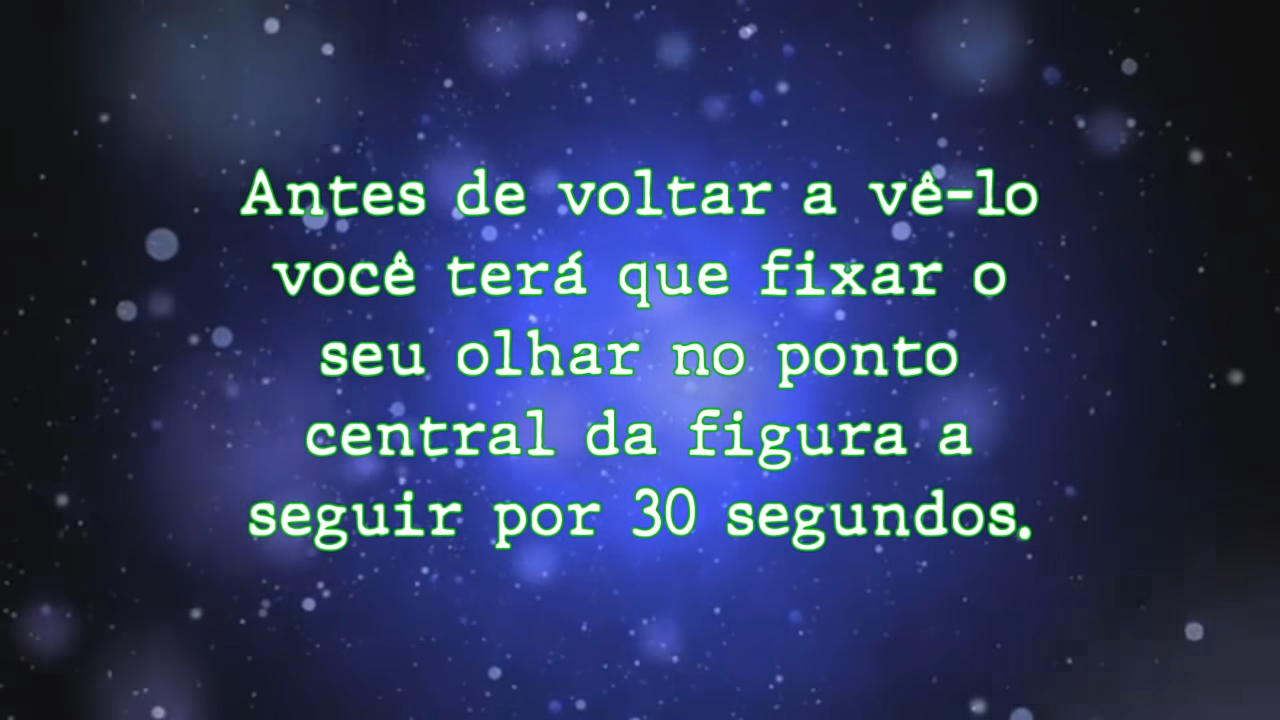 Antes de voltar a vê-lo
você terá que fixar o
seu olhar no ponto
central da figura a
seguir por 30 segundos.